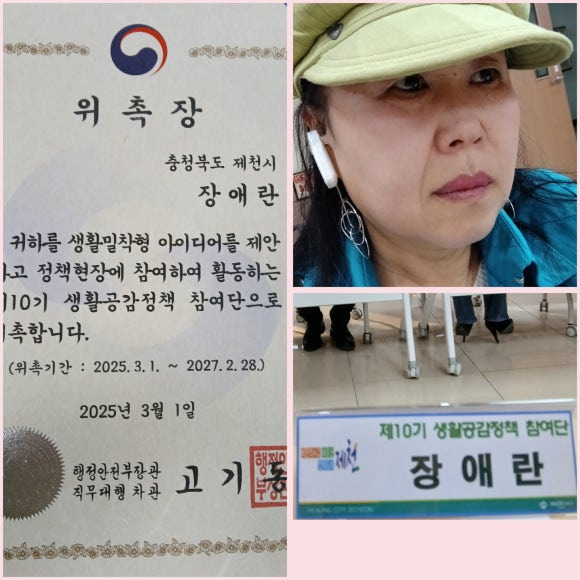 위 촉 장
충청북도 제천시
장 애 란
귀하를 생활밀착형 아이디어를 제안
하고 정책현장에 참여하여 활동하는
제10기 생활공감정책 참여단으로
위촉합니다.
(위촉기간 : 2025.3.1. ~ 2027.2.28.)
2025년 3월 1일
행정안전부장관
직무대행 차관
고 기 동
제10기 생활공감정책 참여단
제천
장 애 란
HEALING CITY, JECHEON